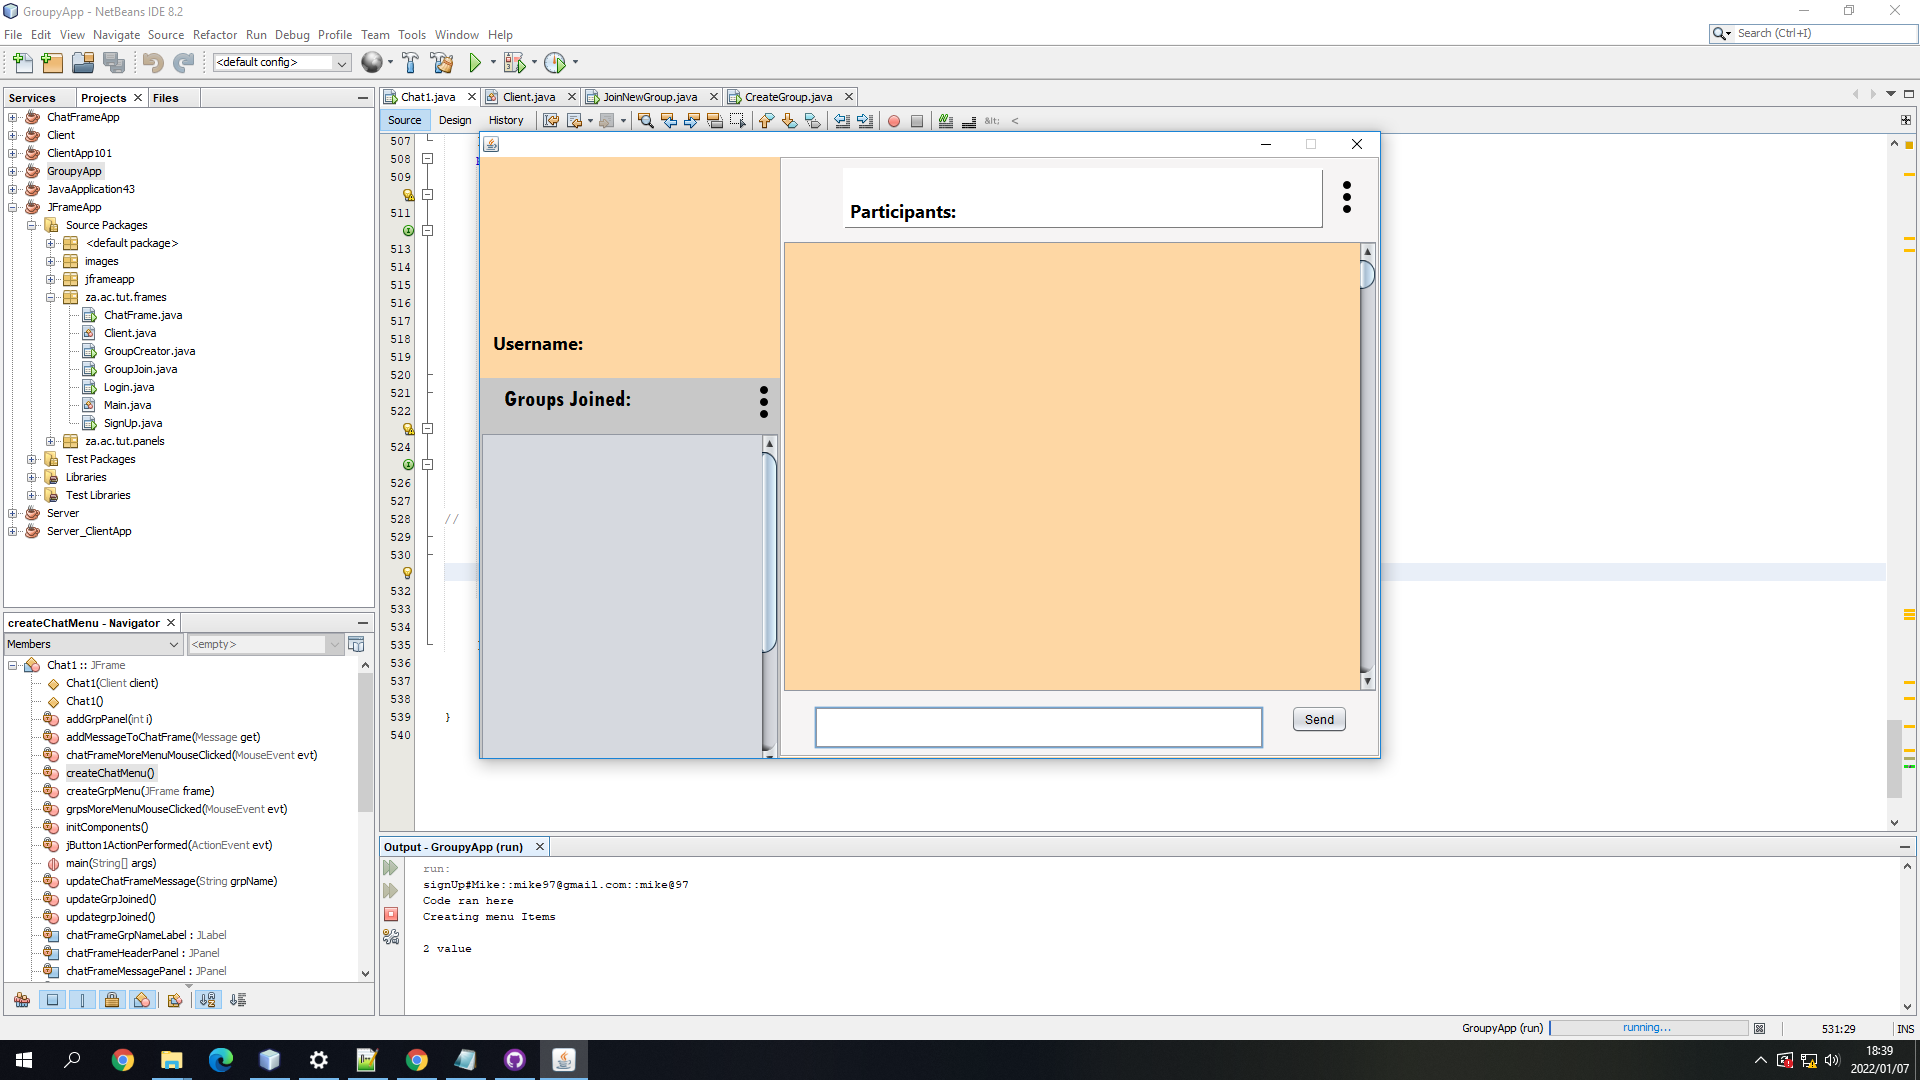 GroupyApp - NetBeans IDE 8.2
File Edit View Navigate Source Refactor Run Debug Profile Team Tools Window Help
Search (Ctrl+I)
<default config>
Services Projects Files
Chat1.java Client.java JoinNewGroup.java CreateGroup.java
Source Design History
&lt; <
ChatFrameApp
Client
ClientApp101
GroupyApp
JavaApplication43
JFrameApp
Source Packages
<default package>
images
jframeapp
za.ac.tut.frames
ChatFrame.java
Client.java
GroupCreator.java
GroupJoin.java
Login.java
Main.java
SignUp.java
za.ac.tut.panels
Test Packages
Libraries
Test Libraries
Server
Server_ClientApp
507
508
509
511
513
514
515
516
517
518
519
520
521
522
524
526
527
528 //
529
530
532
533
534
535
536
537
538
539 }
540
Participants:
Username:
Groups Joined:
Send
createChatMenu - Navigator
Members <empty>
Chat1 :: JFrame
Chat1(Client client)
Chat1()
addGrpPanel(int i)
addMessageToChatFrame(Message get)
chatFrameMoreMenuMouseClicked(MouseEvent evt)
createChatMenu()
createGrpMenu(JFrame frame)
grpsMoreMenuMouseClicked(MouseEvent evt)
initComponents()
jButton1ActionPerformed(ActionEvent evt)
main(String[] args)
updateChatFrameMessage(String grpName)
updateGrpJoined()
updategrpJoined()
chatFrameGrpNameLabel : JLabel
chatFrameHeaderPanel : JPanel
chatFrameMessagePanel : JPanel
Output - GroupyApp (run)
run:
signUp#Mike::mike97@gmail.com::mike@97
Code ran here
Creating menu Items
2 value
GroupyApp (run) running... 531:29 INS
18:39
2022/01/07